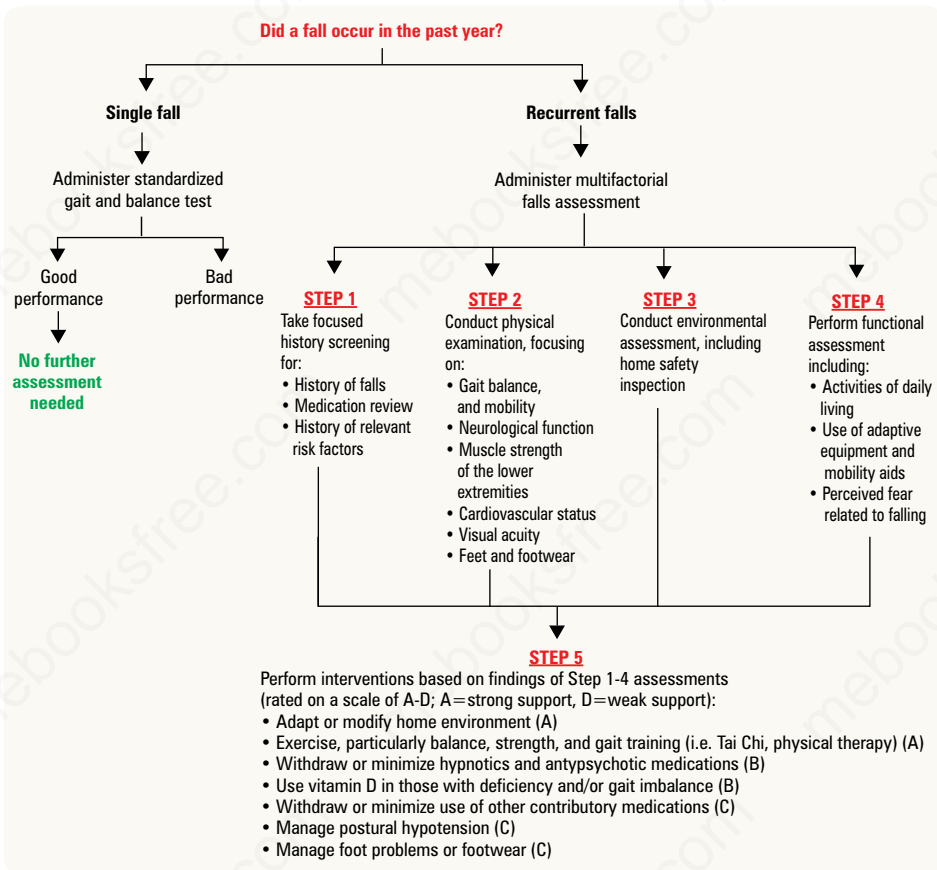 Did a fall occur in the past year?
Single fall
Recurrent falls
Administer standardized
gait and balance test
Administer multifactorial
falls assessment
Good
performance
Bad
performance
No further
assessment
needed
STEP 1
Take focused
history screening
for:
• History of falls
• Medication review
• History of relevant
risk factors
STEP 2
Conduct physical
examination, focusing
on:
• Gait balance,
and mobility
• Neurological function
• Muscle strength
of the lower
extremities
• Cardiovascular status
• Visual acuity
• Feet and footwear
STEP 3
Conduct environmental
assessment, including
home safety
inspection
STEP 4
Perform functional
assessment
including:
• Activities of daily
living
• Use of adaptive
equipment and
mobility aids
• Perceived fear
related to falling
STEP 5
Perform interventions based on findings of Step 1-4 assessments
(rated on a scale of A-D; A=strong support, D=weak support):
• Adapt or modify home environment (A)
• Exercise, particularly balance, strength, and gait training (i.e. Tai Chi, physical therapy) (A)
• Withdraw or minimize hypnotics and antypsychotic medications (B)
• Use vitamin D in those with deficiency and/or gait imbalance (B)
• Withdraw or minimize use of other contributory medications (C)
• Manage postural hypotension (C)
• Manage foot problems or footwear (C)
mebooksfree.com